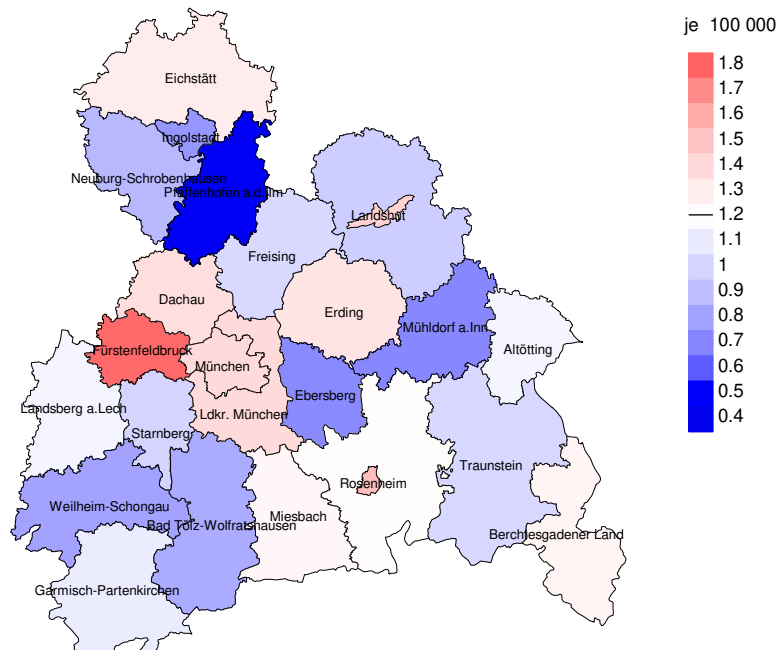 je 100 000
1.8
1.7
1.6
1.5
1.4
1.3
1.2
1.1
1
0.9
0.8
0.7
0.6
0.5
0.4
Eichstätt
Ingolstadt
Neuburg-Schrobenhausen
Pfaffenhofen a.d.Ilm
Landshut
Freising
Dachau
Erding
Mühldorf a.Inn
Altötting
Fürstenfeldbruck
München
Ebersberg
Landsberg a.Lech
Ldkr. München
Starnberg
Traunstein
Rosenheim
Weilheim-Schongau
Miesbach
Bad Tölz-Wolfratshausen
Berchtesgadener Land
Garmisch-Partenkirchen